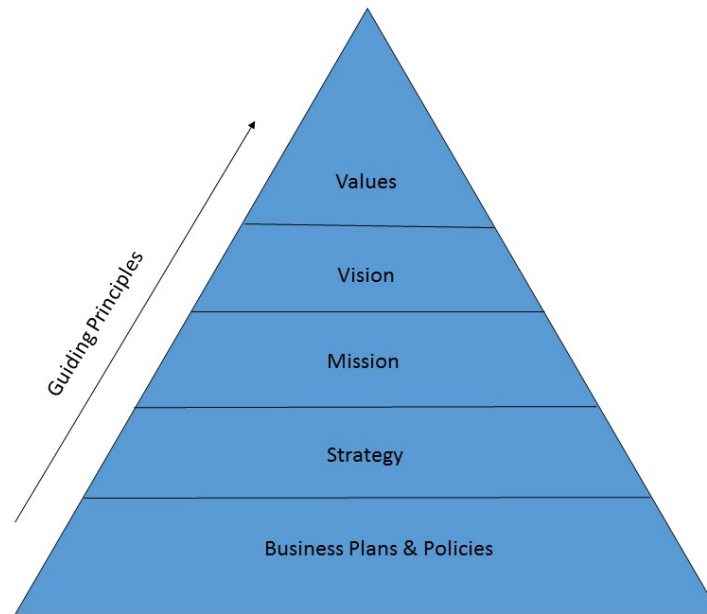 Values
Vision
Guiding Principles
Mission
Strategy
Business Plans & Policies